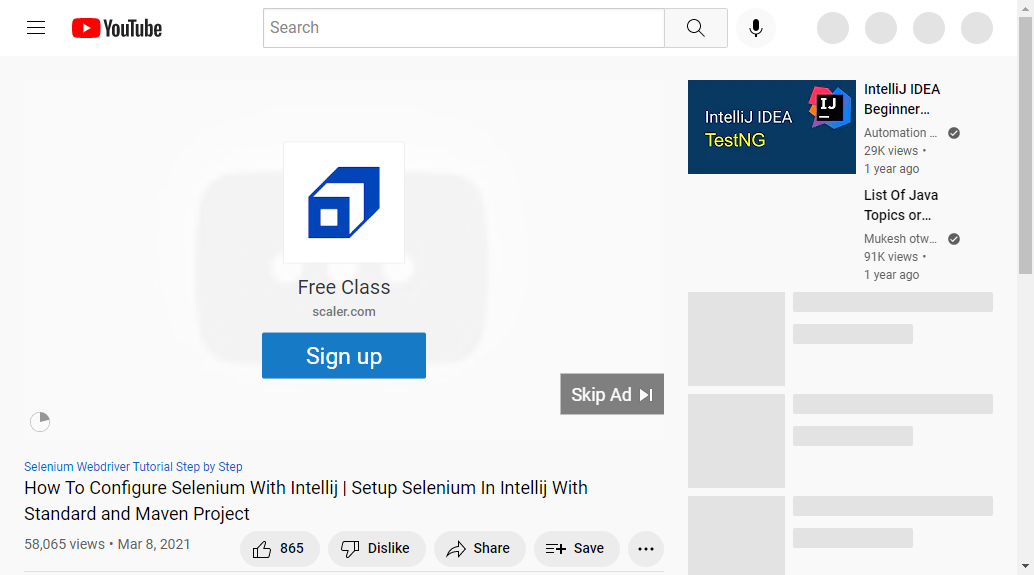 YouTube
Search
IntelliJ IDEA
TestNG
IJ
IntelliJ IDEA
Beginner…
Automation ...
29K views •
1 year ago
List Of Java
Topics or…
Mukesh otw...
91K views •
1 year ago
Free Class
scaler.com
Sign up
Skip Ad
Selenium Webdriver Tutorial Step by Step
How To Configure Selenium With Intellij | Setup Selenium In Intellij With
Standard and Maven Project
58,065 views • Mar 8, 2021
865
Dislike
Share
Save